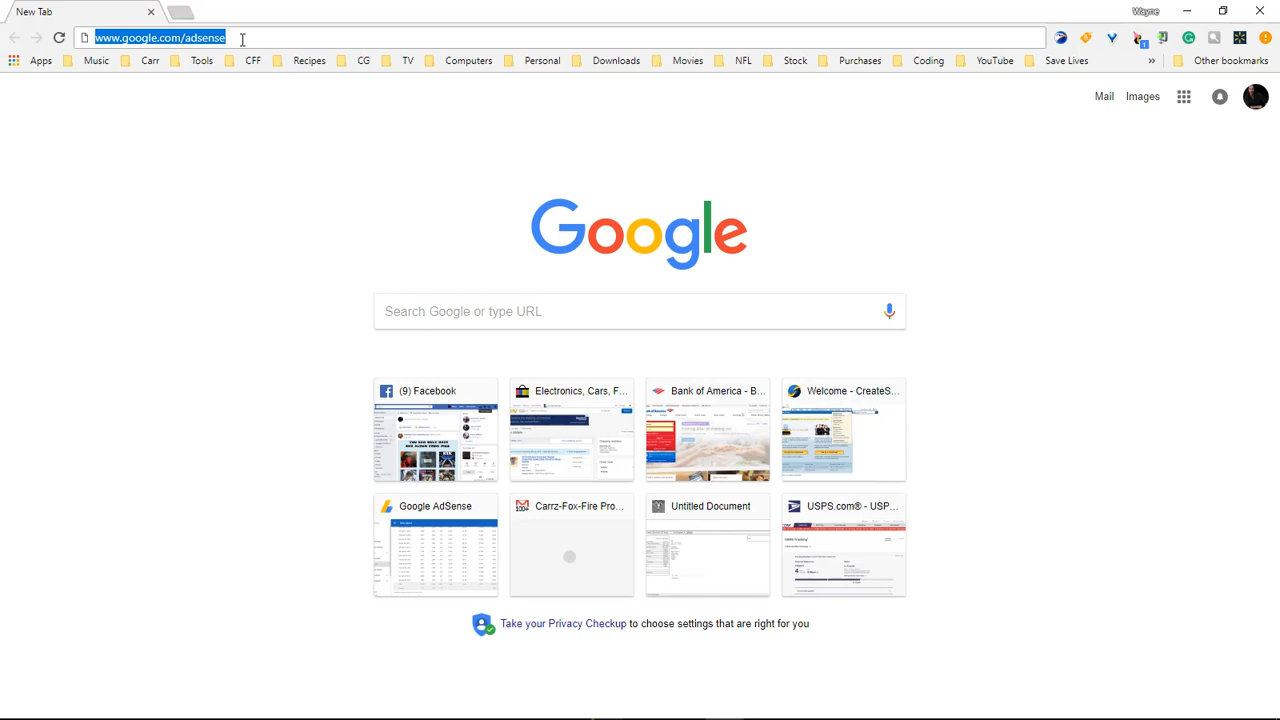 New Tab
Wayne
www.google.com/adsense
Apps Music Carr Tools CFF Recipes CG TV Computers Personal Downloads Movies NFL Stock Purchases Coding YouTube Save Lives » Other bookmarks
Mail Images
Google
Search Google or type URL
(9) Facebook
Electronics, Cars, F...
Bank of America - B...
Welcome - CreateS...
Google AdSense
Carrz-Fox-Fire Pro...
Untitled Document
USPS.com® - USP...
Take your Privacy Checkup to choose settings that are right for you